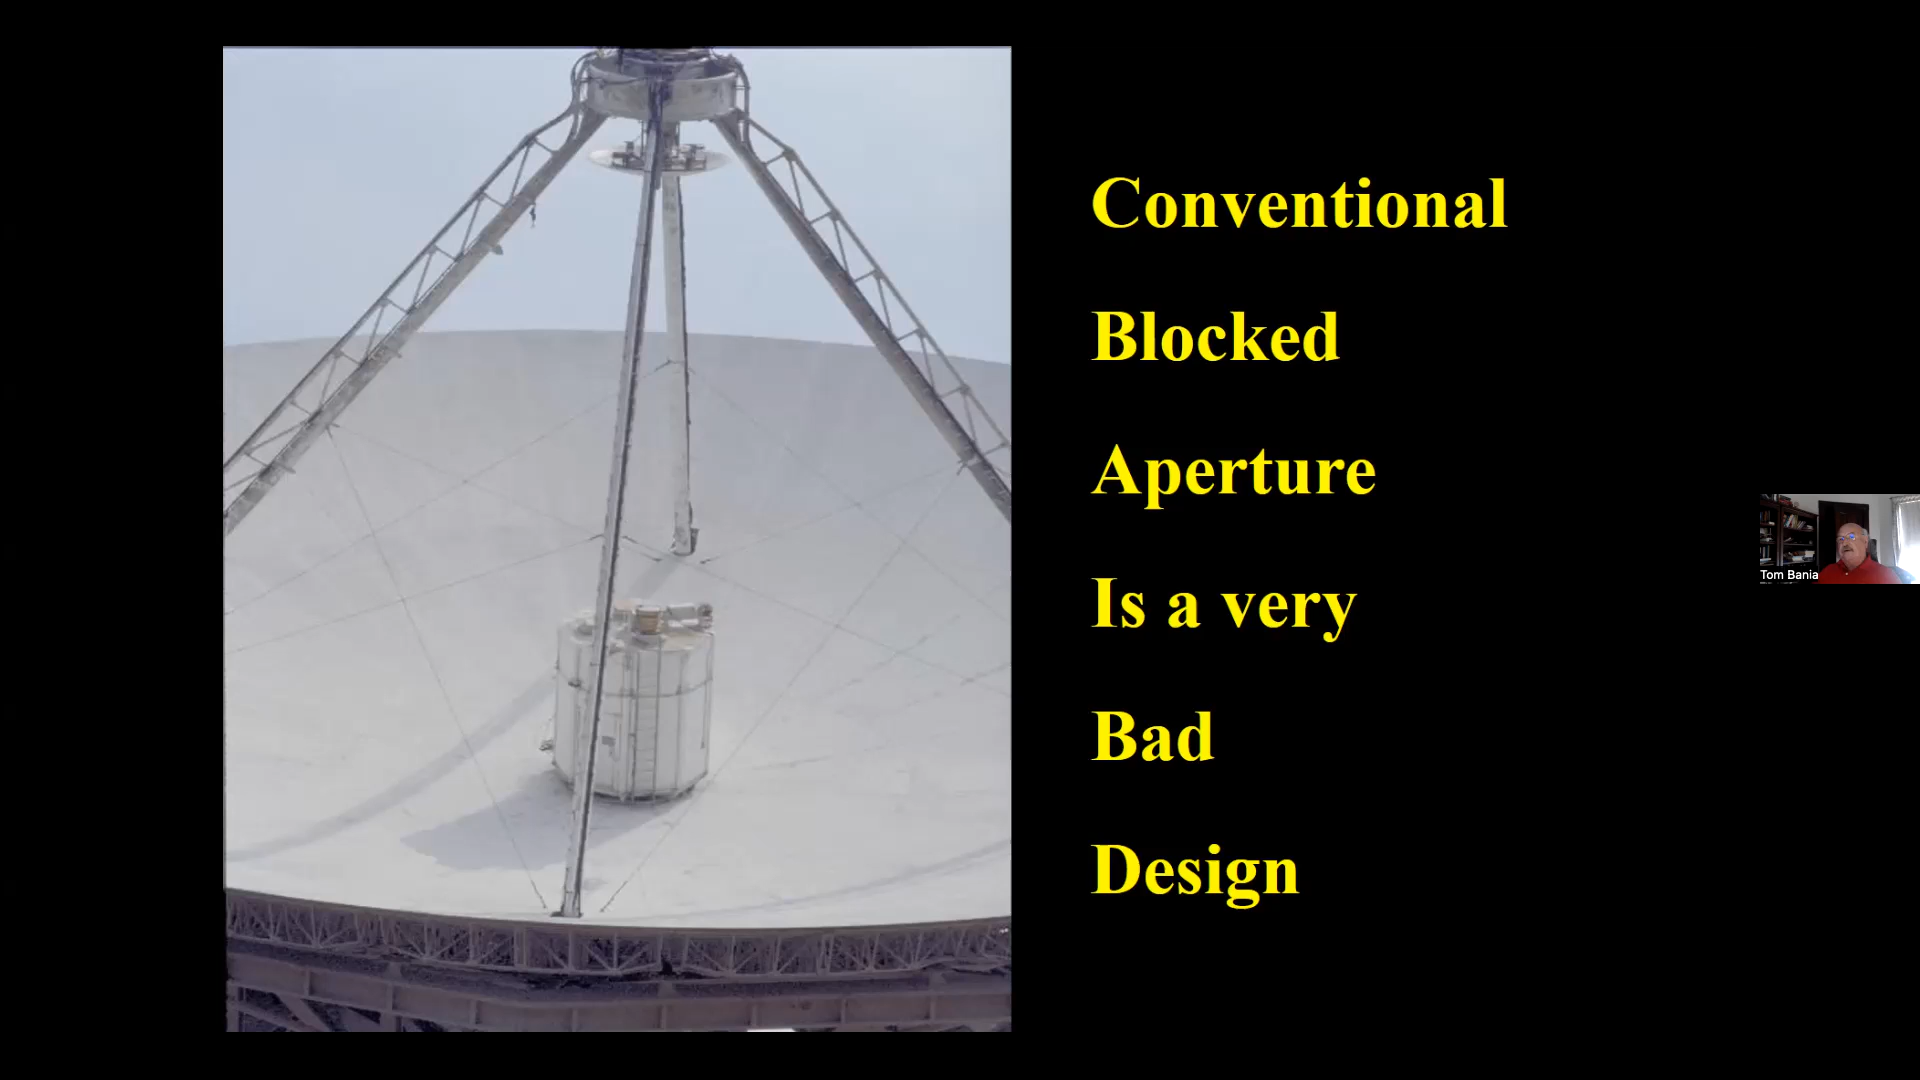 Conventional
Blocked
Aperture
Is a very
Bad
Design
Tom Bania